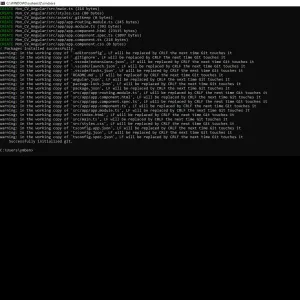 C:\WINDOWS\system32\cmd
CREATE MON_CV_Angular/src/main.ts (214 bytes)
CREATE MON_CV_Angular/src/styles.css (80 bytes)
CREATE MON_CV_Angular/src/assets/.gitkeep (0 bytes)
CREATE MON_CV_Angular/src/app/app-routing.module.ts (245 bytes)
CREATE MON_CV_Angular/src/app/app.module.ts (393 bytes)
CREATE MON_CV_Angular/src/app/app.component.html
CREATE MON_CV_Angular/src/app/app.component.spec.ts
CREATE MON_CV_Angular/src/app/app.component.ts (218 bytes)
CREATE MON_CV_Angular/src/app/app.component.css (0 bytes)
Packages installed successfully.
warning: in the working copy of '.editorconfig', LF will be replaced by CRLF the next time Git touches it
warning: in the working copy of '.gitignore', LF will be replaced by CRLF the next time Git touches it
warning: in the working copy of '.vscode/extensions.json', LF will be replaced by CRLF the next time Git touches it
warning: in the working copy of '.vscode/launch.json', LF will be replaced by CRLF the next time Git touches it
warning: in the working copy of '.vscode/tasks.json', LF will be replaced by CRLF the next time Git touches it
warning: in the working copy of 'README.md', LF will be replaced by CRLF the next time Git touches it
warning: in the working copy of 'angular.json', LF will be replaced by CRLF the next time Git touches it
warning: in the working copy of 'package-lock.json', LF will be replaced by CRLF the next time Git touches it
warning: in the working copy of 'package.json', LF will be replaced by CRLF the next time Git touches it
warning: in the working copy of 'src/app/app-routing.module.ts', LF will be replaced by CRLF the next time Git touches it
warning: in the working copy of 'src/app/app.component.html', LF will be replaced by CRLF the next time Git touches it
warning: in the working copy of 'src/app/app.component.spec.ts', LF will be replaced by CRLF the next time Git touches it
warning: in the working copy of 'src/app/app.component.ts', LF will be replaced by CRLF the next time Git touches it
warning: in the working copy of 'src/app/app.module.ts', LF will be replaced by CRLF the next time Git touches it
warning: in the working copy of 'src/index.html', LF will be replaced by CRLF the next time Git touches it
warning: in the working copy of 'src/main.ts', LF will be replaced by CRLF the next time Git touches it
warning: in the working copy of 'src/styles.css', LF will be replaced by CRLF the next time Git touches it
warning: in the working copy of 'tsconfig.app.json', LF will be replaced by CRLF the next time Git touches it
warning: in the working copy of 'tsconfig.json', LF will be replaced by CRLF the next time Git touches it
warning: in the working copy of 'tsconfig.spec.json', LF will be replaced by CRLF the next time Git touches it
Successfully initialized git.